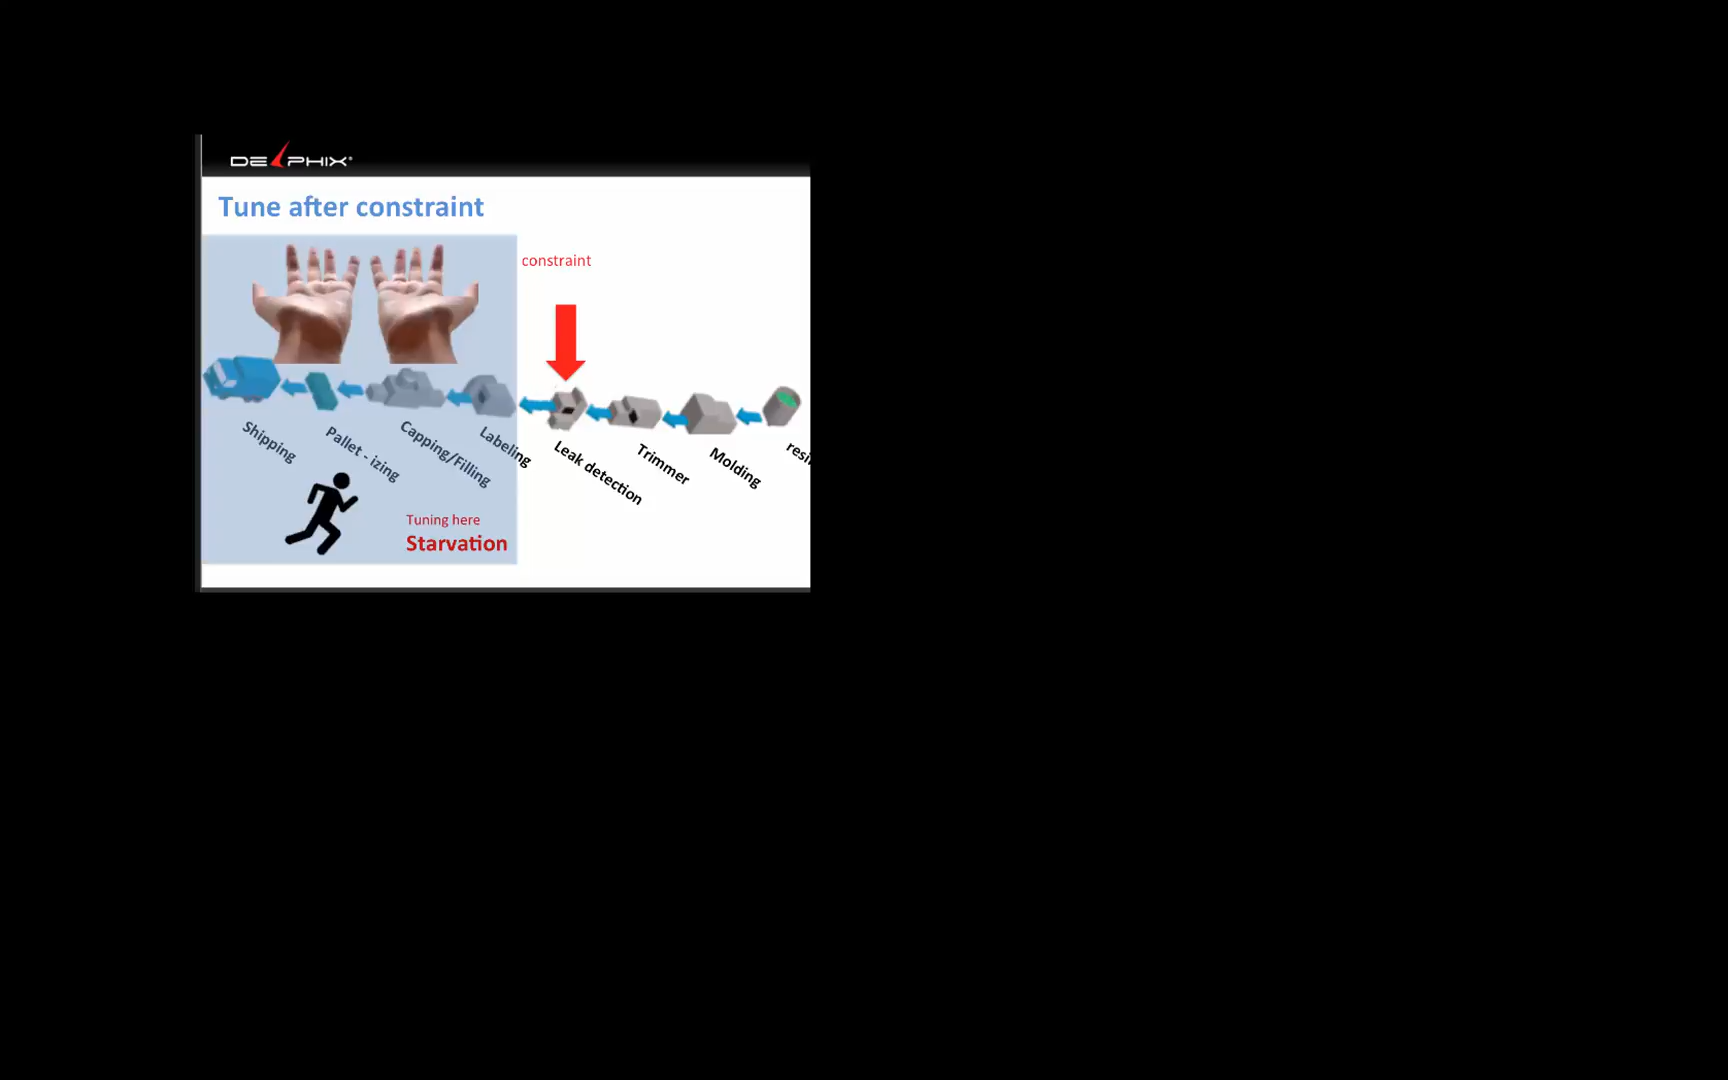 DELPHIX®
Tune after constraint
constraint
Shipping
Pallet - izing
Capping/Filling
Labeling
Leak detection
Trimmer
Molding
Tuning here
Starvation